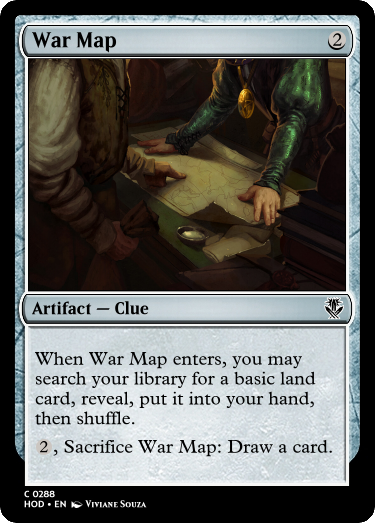 War Map 2
Artifact — Clue
When War Map enters, you may
search your library for a basic land
card, reveal, put it into your hand,
then shuffle.
2, Sacrifice War Map: Draw a card.
C 0288
HOD • EN Viviane Souza